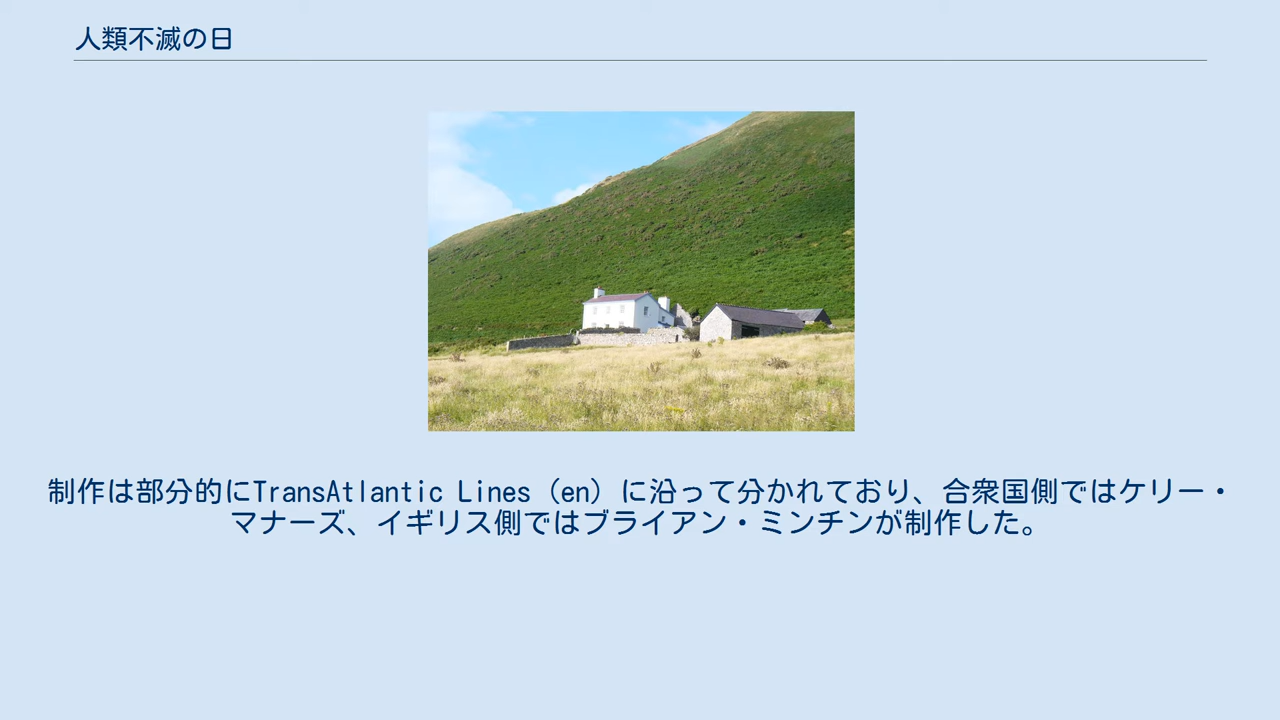 人類不滅の日
制作は部分的にTransAtlantic Lines（en）に沿って分かれており、合衆国側ではケリー・
マナーズ、イギリス側ではブライアン・ミンチンが制作した。